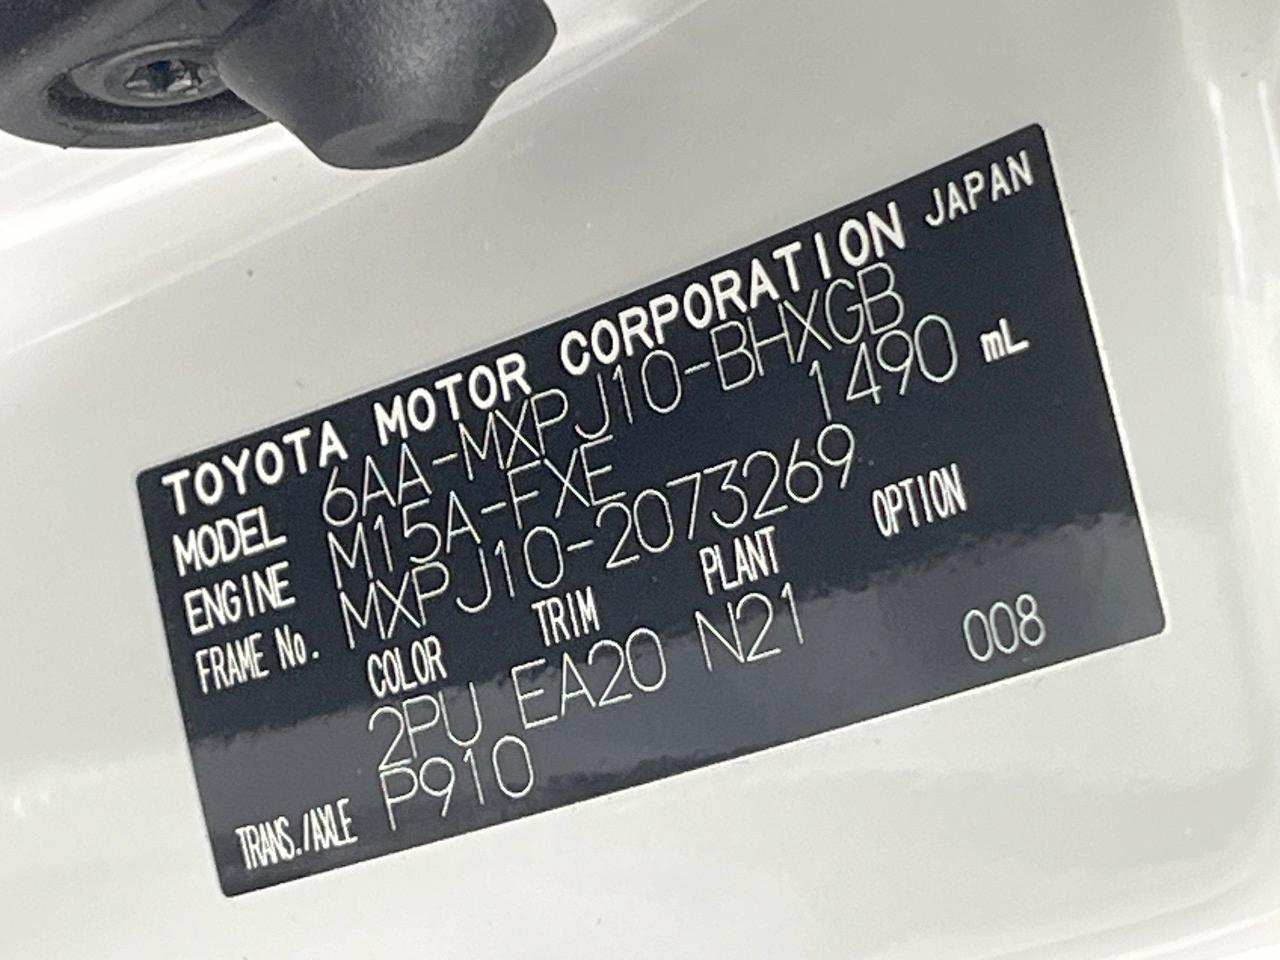 TOYOTA MOTOR CORPORATION JAPAN
MODEL 6AA-MXPJ10-BHXGB
ENGINE M15A-FXE 1490 mL
FRAME No. MXPJ10-2073269
COLOR TRIM PLANT OPTION
2PU EA20 N21 008
TRANS./AXLE P910